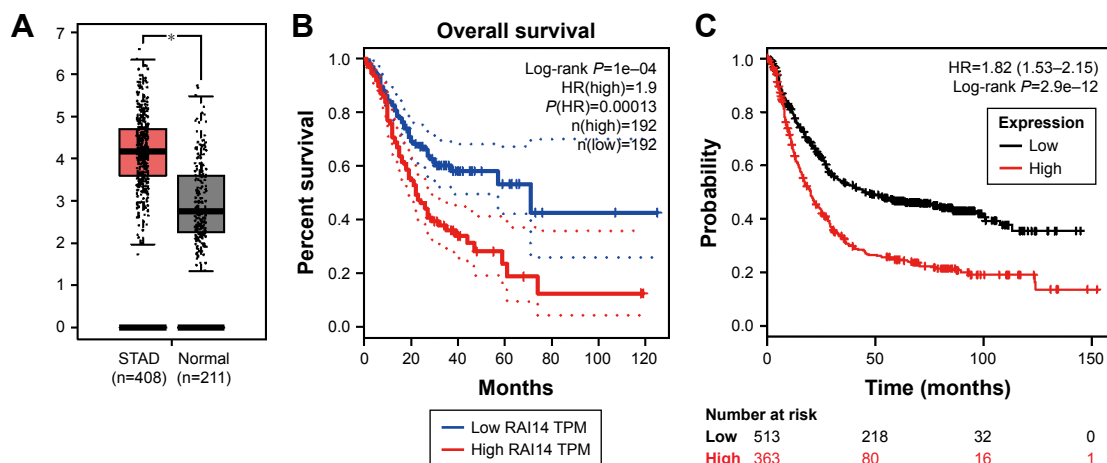 A
7
6
5
4
3
2
1
0
*
STAD
(n=408)
Normal
(n=211)
B
Overall survival
Log-rank P=1e–04
HR(high)=1.9
P(HR)=0.00013
n(high)=192
n(low)=192
Percent survival
1.0
0.8
0.6
0.4
0.2
0.0
0 20 40 60 80 100 120
Months
Low RAI14 TPM
High RAI14 TPM
C
HR=1.82 (1.53–2.15)
Log-rank P=2.9e–12
Expression
Low
High
Probability
1.0
0.8
0.6
0.4
0.2
0.0
0 50 100 150
Time (months)
Number at risk
Low 513 218 32 0
High 363 80 16 1